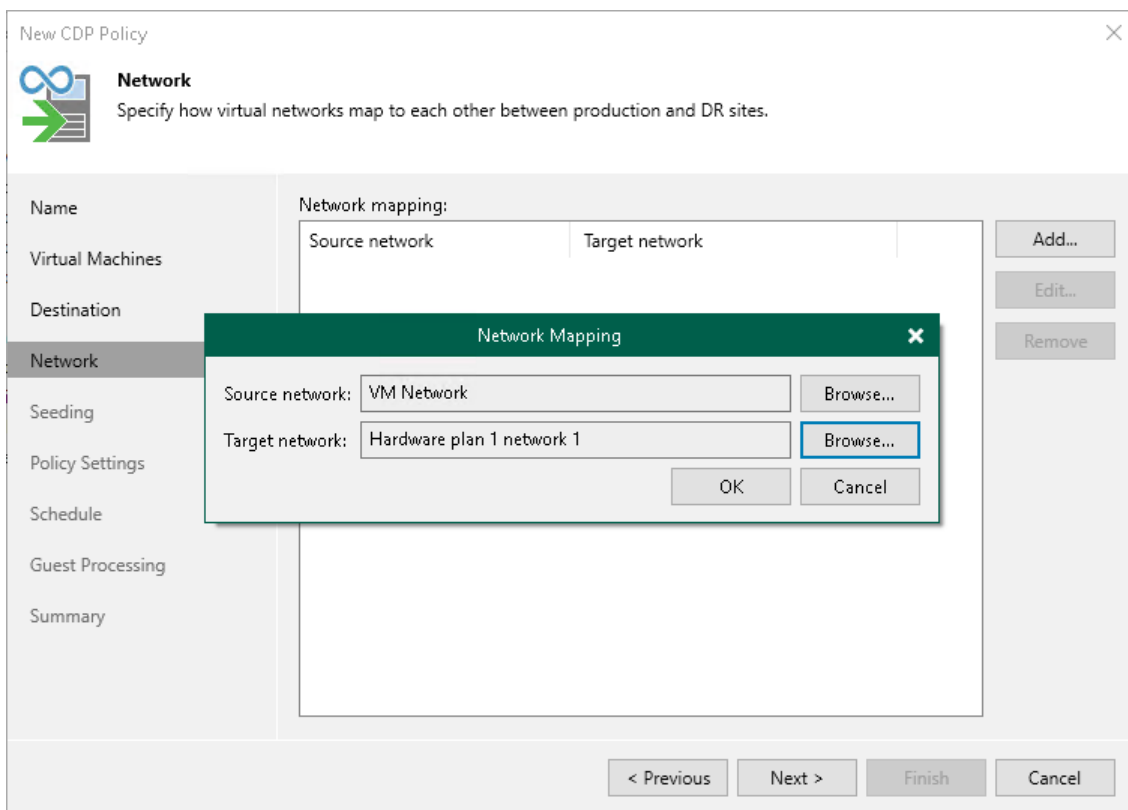 New CDP Policy
Network
Specify how virtual networks map to each other between production and DR sites.
Name
Virtual Machines
Destination
Network
Seeding
Policy Settings
Schedule
Guest Processing
Summary
Network mapping:
Source network Target network
Add...
Edit...
Remove
Network Mapping
Source network: VM Network Browse...
Target network: Hardware plan 1 network 1 Browse...
OK Cancel
< Previous Next > Finish Cancel